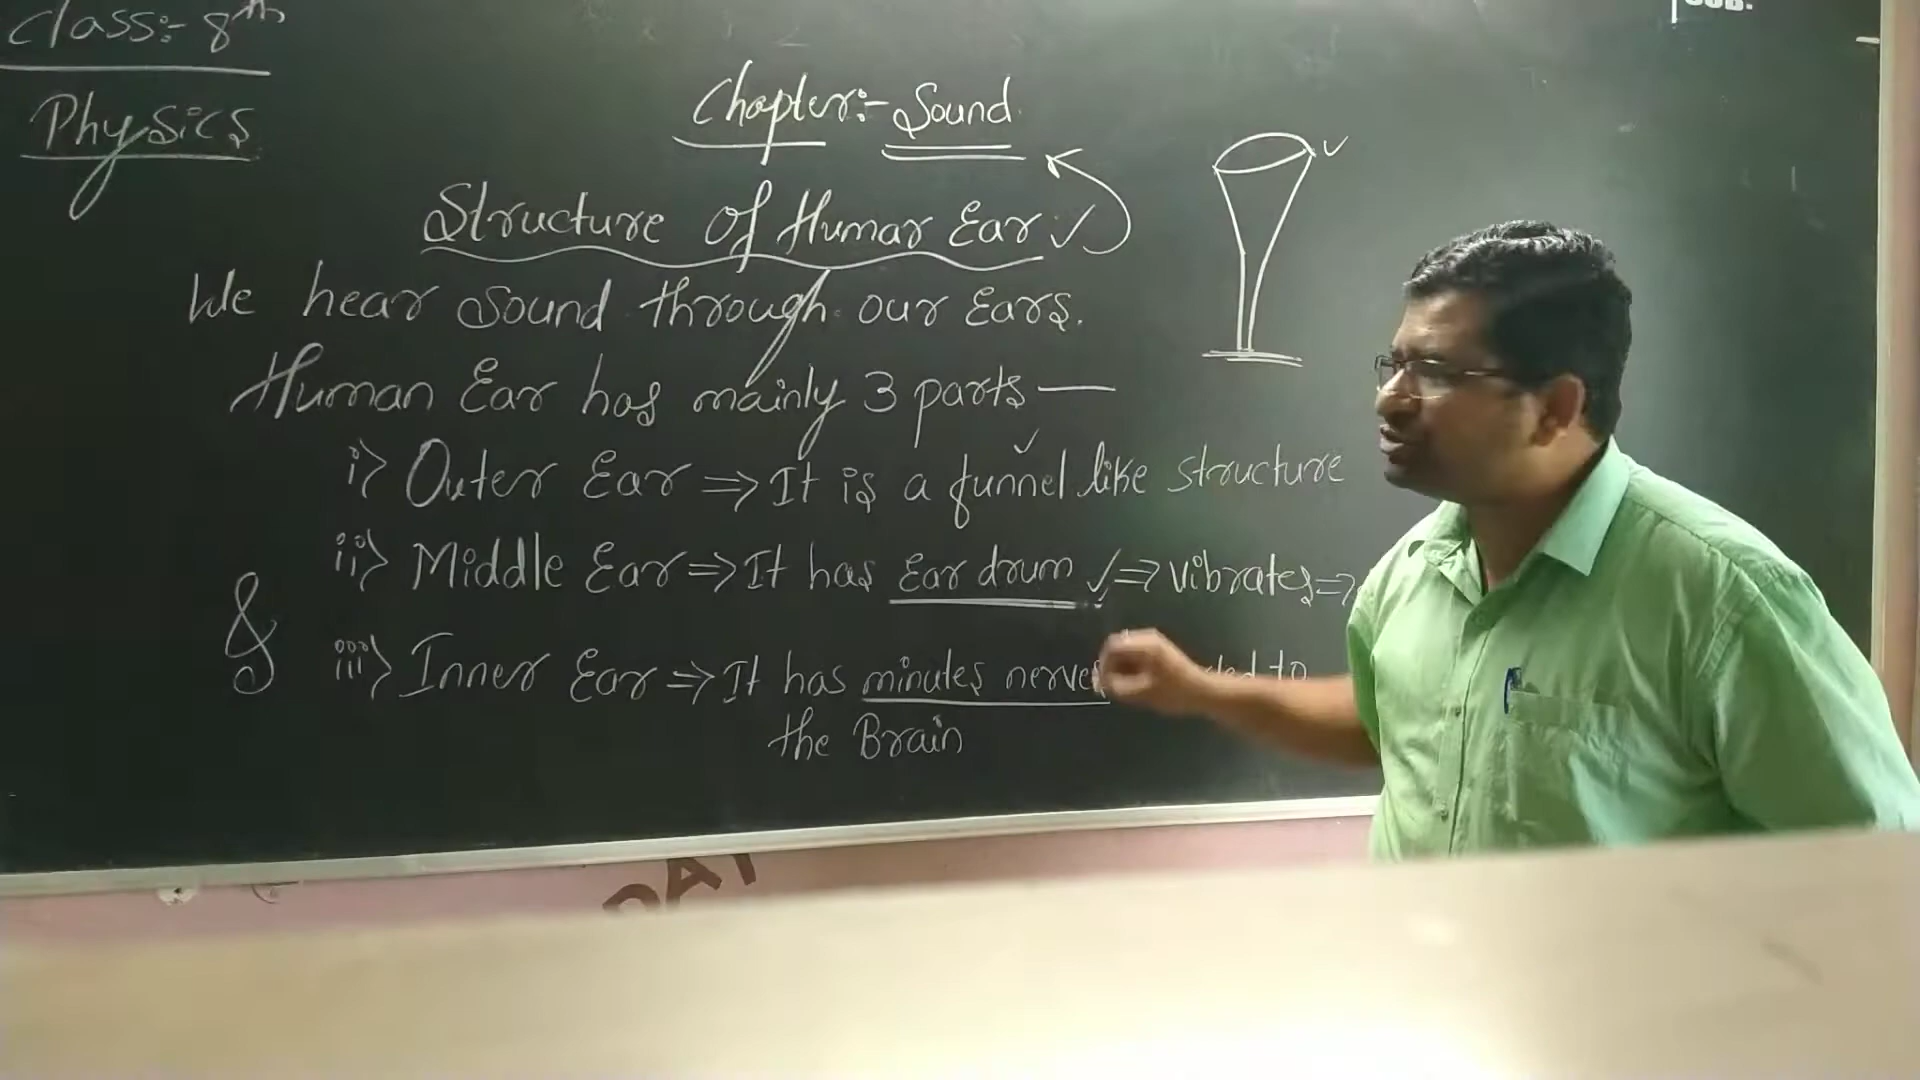 Class:- 8th
Physics
Chapter:- Sound
Structure Of Human Ear ✓
We hear Sound through our Ears.
Human Ear has mainly 3 parts —
i) Outer Ear ⇒ It is a funnel like structure
ii) Middle Ear ⇒ It has Ear drum ✓ ⇒ vibrates ⇒
& iii) Inner Ear ⇒ It has minutes nerves to
the Brain